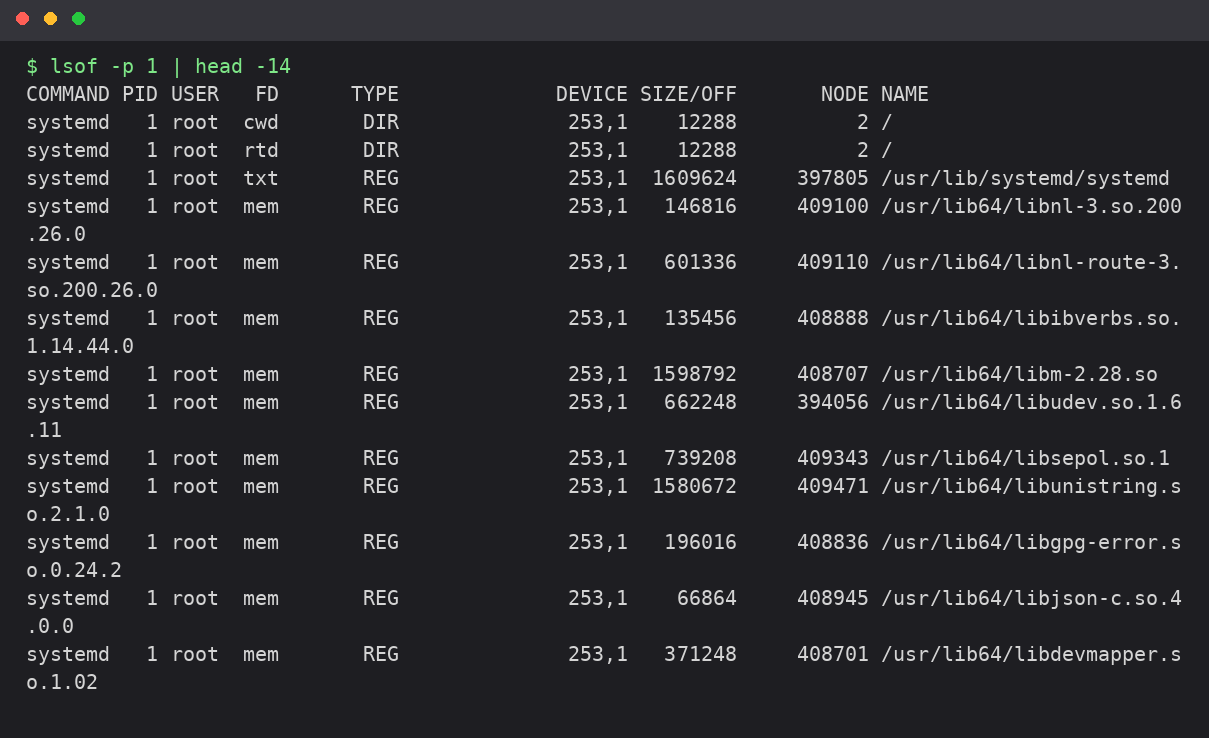 $ lsof -p 1 | head -14
COMMAND PID USER   FD      TYPE             DEVICE SIZE/OFF       NODE NAME
systemd   1 root  cwd       DIR              253,1    12288          2 /
systemd   1 root  rtd       DIR              253,1    12288          2 /
systemd   1 root  txt       REG              253,1  1609624     397805 /usr/lib/systemd/systemd
systemd   1 root  mem       REG              253,1   146816     409100 /usr/lib64/libnl-3.so.200
.26.0
systemd   1 root  mem       REG              253,1   601336     409110 /usr/lib64/libnl-route-3.
so.200.26.0
systemd   1 root  mem       REG              253,1   135456     408888 /usr/lib64/libibverbs.so.
1.14.44.0
systemd   1 root  mem       REG              253,1  1598792     408707 /usr/lib64/libm-2.28.so
systemd   1 root  mem       REG              253,1   662248     394056 /usr/lib64/libudev.so.1.6
.11
systemd   1 root  mem       REG              253,1   739208     409343 /usr/lib64/libsepol.so.1
systemd   1 root  mem       REG              253,1  1580672     409471 /usr/lib64/libunistring.s
o.2.1.0
systemd   1 root  mem       REG              253,1   196016     408836 /usr/lib64/libgpg-error.s
o.0.24.2
systemd   1 root  mem       REG              253,1    66864     408945 /usr/lib64/libjson-c.so.4
.0.0
systemd   1 root  mem       REG              253,1   371248     408701 /usr/lib64/libdevmapper.s
o.1.02